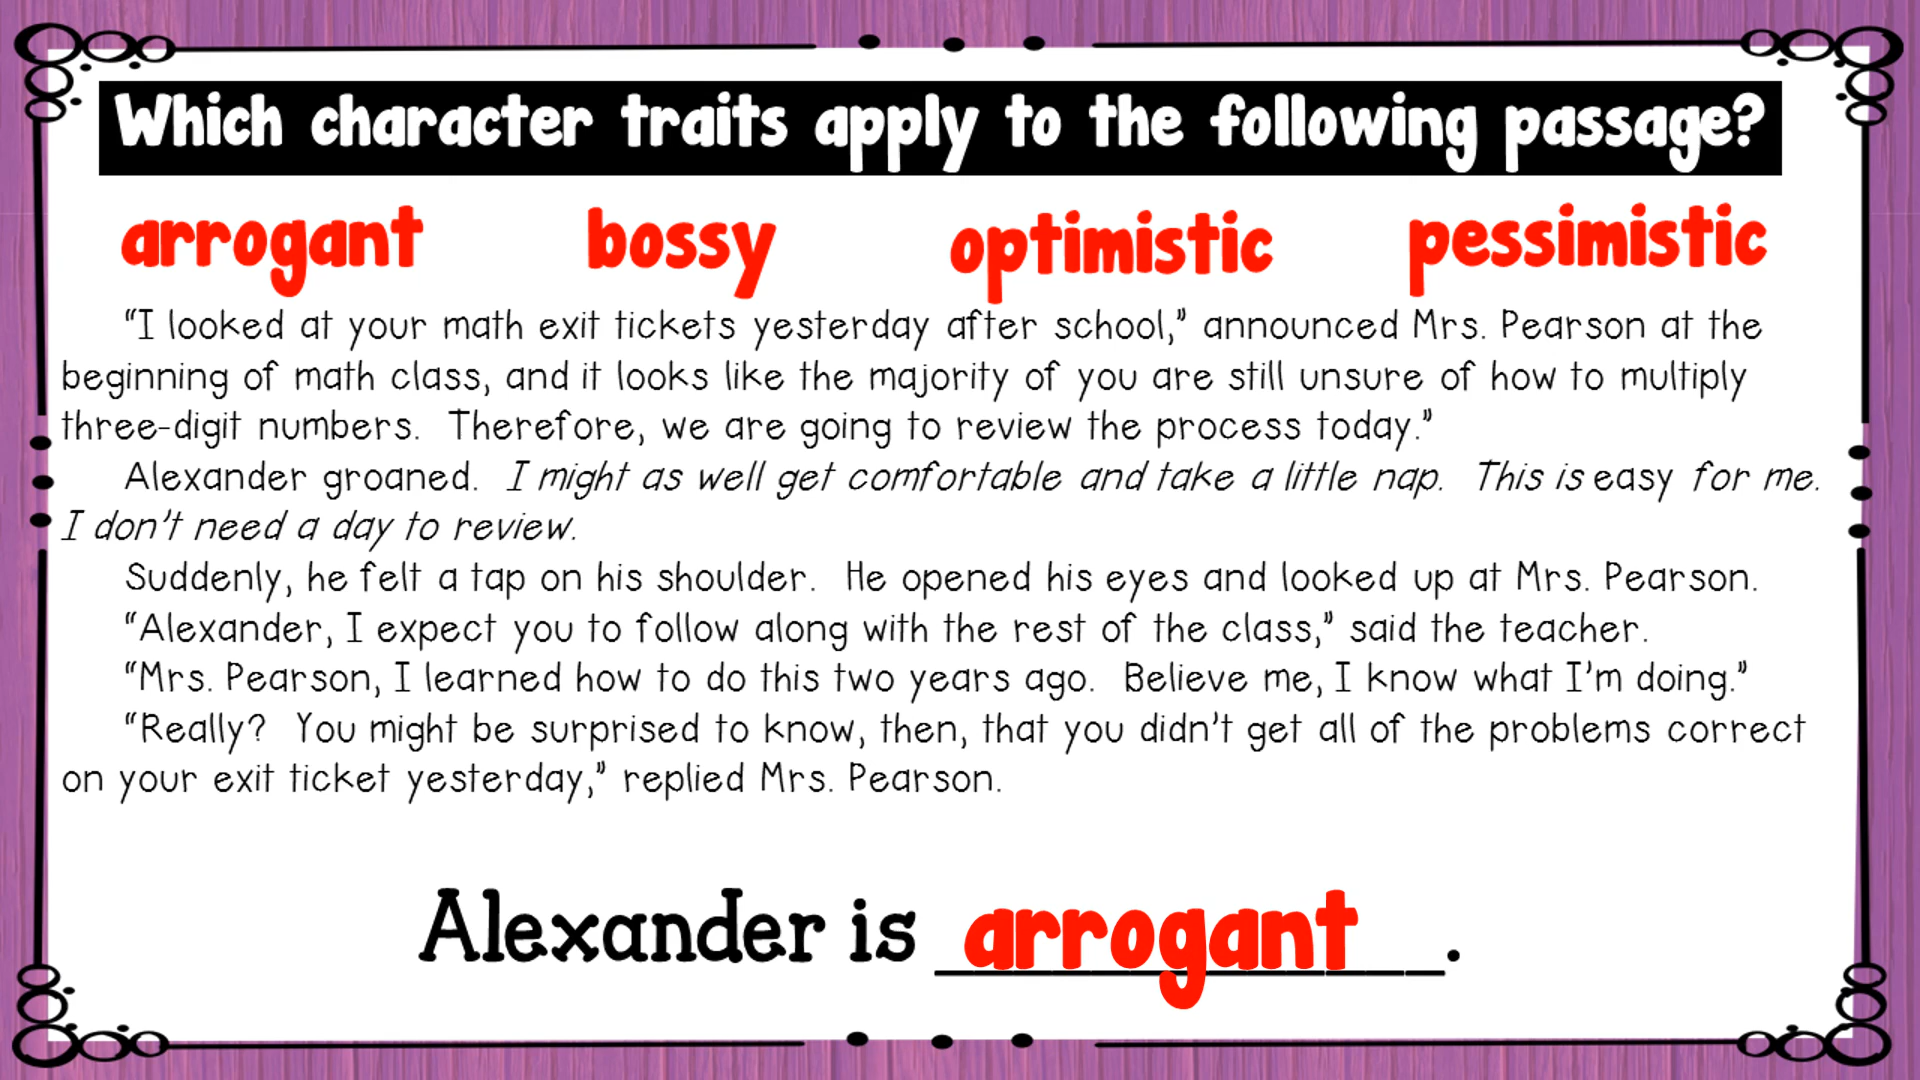 Which character traits apply to the following passage?
arrogant bossy optimistic pessimistic
“I looked at your math exit tickets yesterday after school,” announced Mrs. Pearson at the
beginning of math class, and it looks like the majority of you are still unsure of how to multiply
three-digit numbers. Therefore, we are going to review the process today.”
Alexander groaned. I might as well get comfortable and take a little nap. This is easy for me.
I don’t need a day to review.
Suddenly, he felt a tap on his shoulder. He opened his eyes and looked up at Mrs. Pearson.
“Alexander, I expect you to follow along with the rest of the class,” said the teacher.
“Mrs. Pearson, I learned how to do this two years ago. Believe me, I know what I’m doing.”
“Really? You might be surprised to know, then, that you didn’t get all of the problems correct
on your exit ticket yesterday,” replied Mrs. Pearson.
Alexander is arrogant.